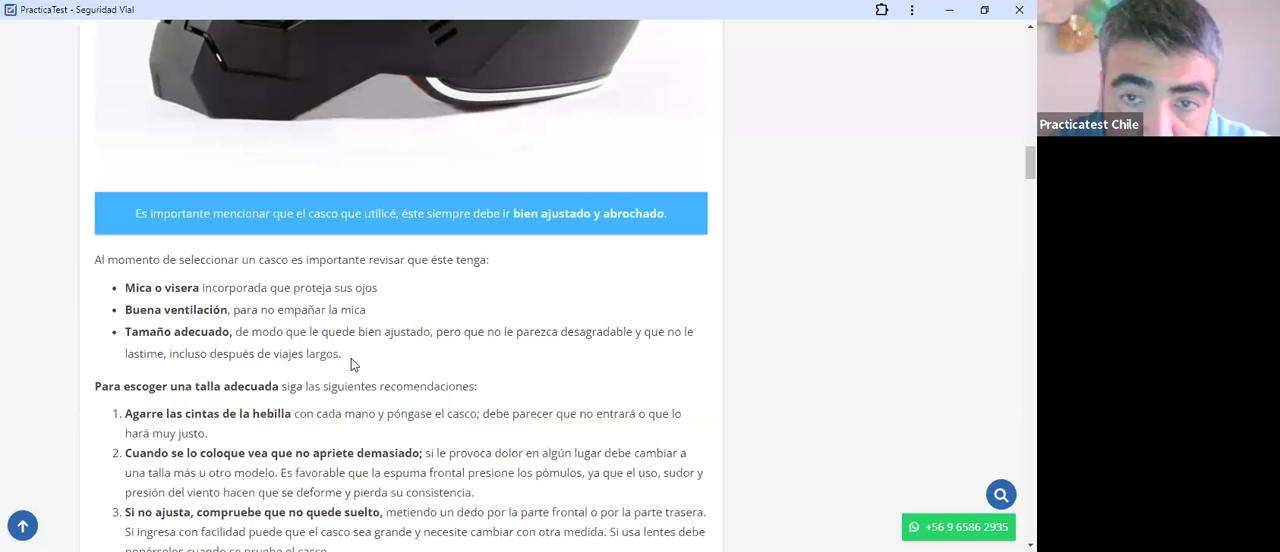 PracticaTest - Seguridad Vial
Practicatest Chile
Es importante mencionar que el casco que utilicé, éste siempre debe ir bien ajustado y abrochado.
Al momento de seleccionar un casco es importante revisar que éste tenga:
• Mica o visera incorporada que proteja sus ojos
• Buena ventilación, para no empañar la mica
• Tamaño adecuado, de modo que le quede bien ajustado, pero que no le parezca desagradable y que no le
lastime, incluso después de viajes largos.
Para escoger una talla adecuada siga las siguientes recomendaciones:
1. Agarre las cintas de la hebilla con cada mano y póngase el casco; debe parecer que no entrará o que lo
hará muy justo.
2. Cuando se lo coloque vea que no apriete demasiado; si le provoca dolor en algún lugar debe cambiar a
una talla más u otro modelo. Es favorable que la espuma frontal presione los pómulos, ya que el uso, sudor y
presión del viento hacen que se deforme y pierda su consistencia.
3. Si no ajusta, compruebe que no quede suelto, metiendo un dedo por la parte frontal o por la parte trasera.
Si ingresa con facilidad puede que el casco sea grande y necesite cambiar con otra medida. Si usa lentes debe
ponérselos cuando se pruebe el casco.
+56 9 6586 2935